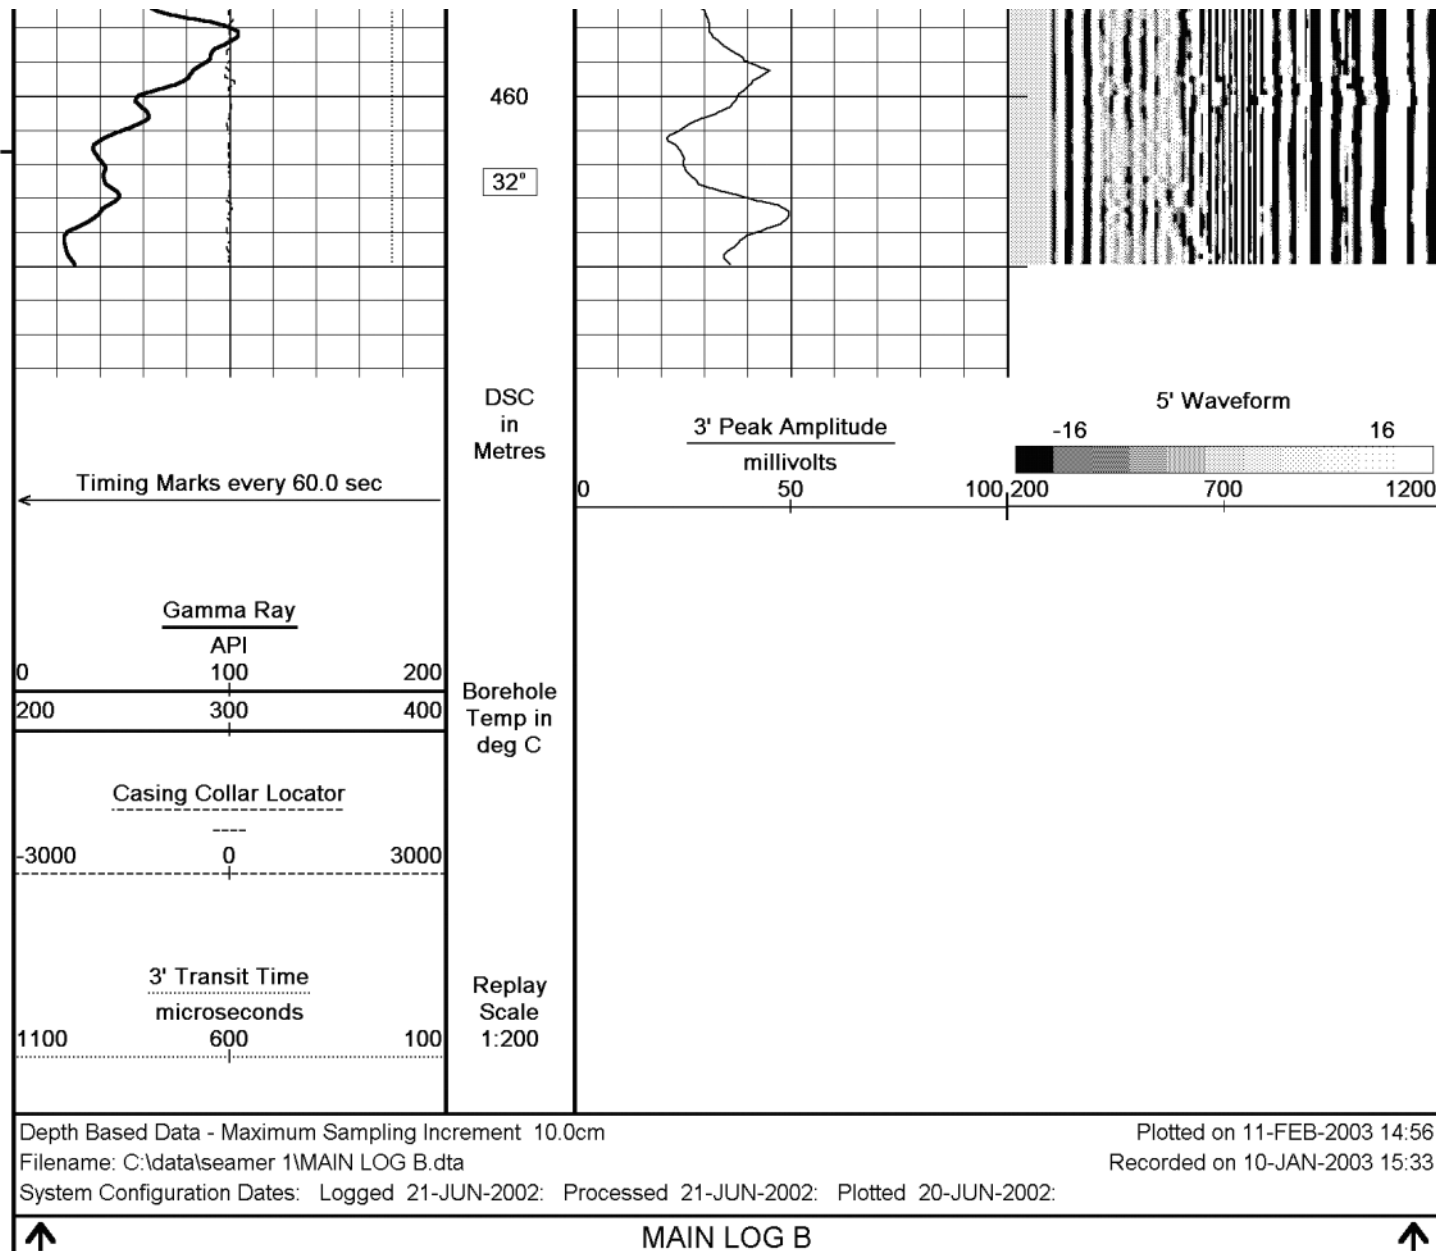 460
32°
DSC
in
Metres
3' Peak Amplitude
millivolts
0 50 100
5' Waveform
-16 16
200 700 1200
Timing Marks every 60.0 sec
Gamma Ray
API
0 100 200
200 300 400
Borehole
Temp in
deg C
Casing Collar Locator
----
-3000 0 3000
3' Transit Time
microseconds
1100 600 100
Replay
Scale
1:200
Depth Based Data - Maximum Sampling Increment 10.0cm
Plotted on 11-FEB-2003 14:56
Filename: C:\data\seamer 1\MAIN LOG B.dta
Recorded on 10-JAN-2003 15:33
System Configuration Dates: Logged 21-JUN-2002: Processed 21-JUN-2002: Plotted 20-JUN-2002:
MAIN LOG B